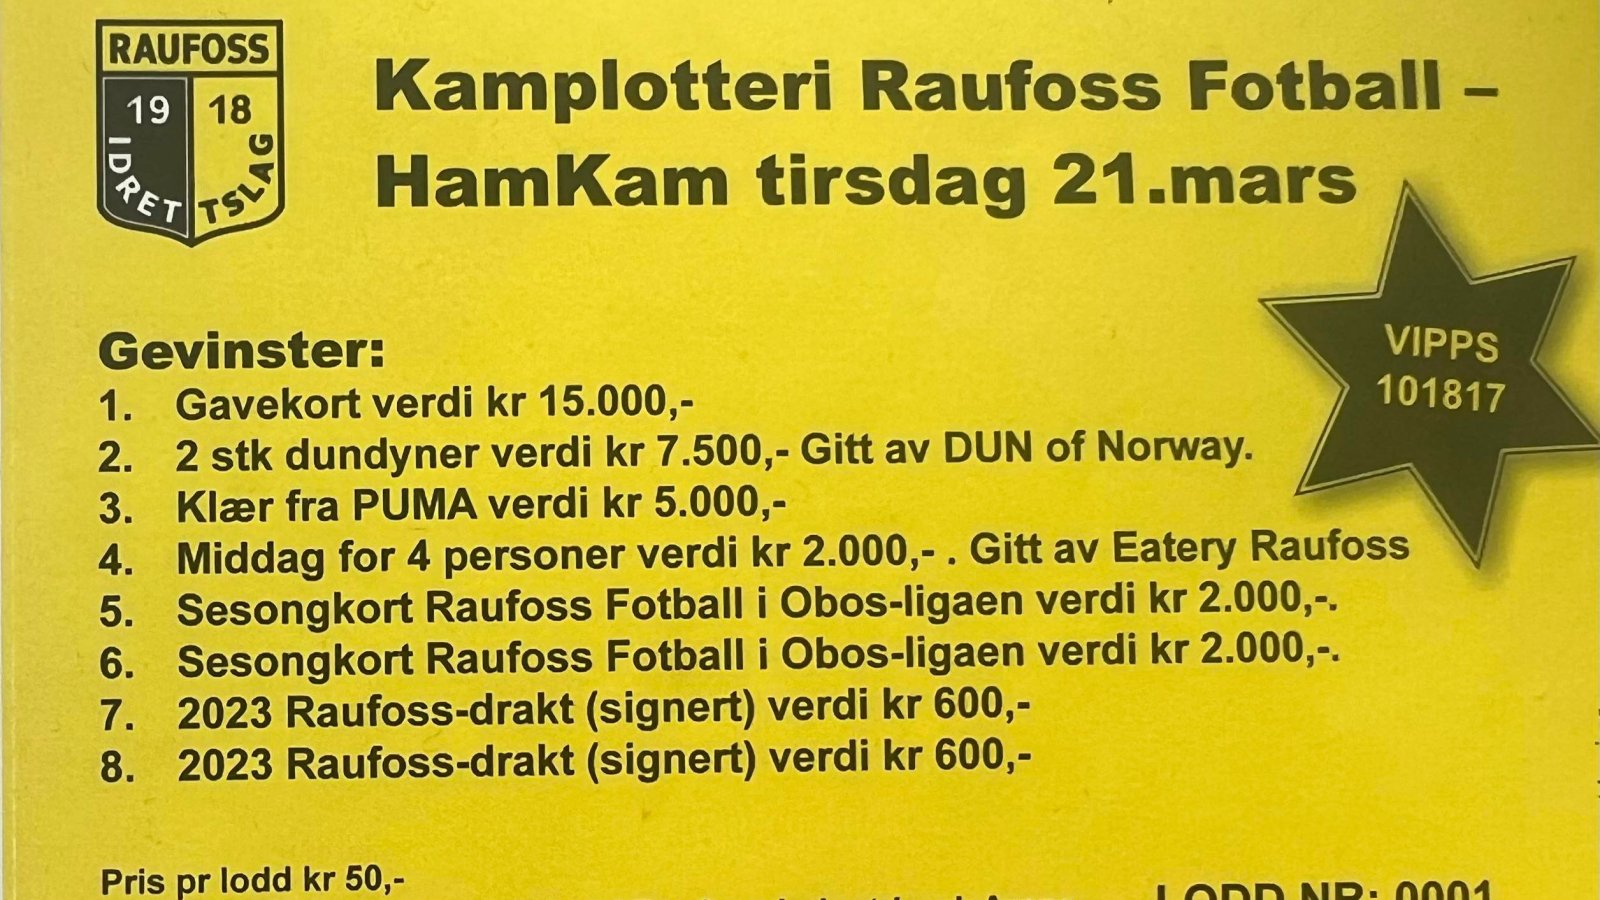 RAUFOSS
19 18
IDRETTSLAG
Kamplotteri Raufoss Fotball –
HamKam tirsdag 21.mars
VIPPS
101817
Gevinster:
1. Gavekort verdi kr 15.000,-
2. 2 stk dundyner verdi kr 7.500,- Gitt av DUN of Norway.
3. Klær fra PUMA verdi kr 5.000,-
4. Middag for 4 personer verdi kr 2.000,- . Gitt av Eatery Raufoss
5. Sesongkort Raufoss Fotball i Obos-ligaen verdi kr 2.000,-.
6. Sesongkort Raufoss Fotball i Obos-ligaen verdi kr 2.000,-.
7. 2023 Raufoss-drakt (signert) verdi kr 600,-
8. 2023 Raufoss-drakt (signert) verdi kr 600,-
Pris pr lodd kr 50,-
LODD NR: 0001